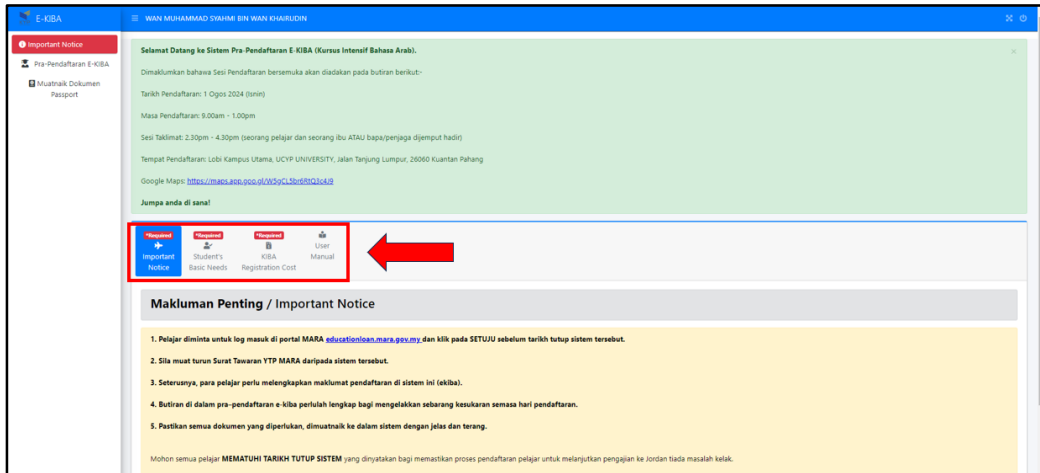 E-KIBA
WAN MUHAMMAD SYAHMI BIN WAN KHAIRUDIN
Important Notice
Pra-Pendaftaran E-KIBA
Muatnaik Dokumen
Passport
Selamat Datang ke Sistem Pra-Pendaftaran E-KIBA (Kursus Intensif Bahasa Arab).
×
Dimaklumkan bahawa Sesi Pendaftaran bersemuka akan diadakan pada butiran berikut:-
Tarikh Pendaftaran: 1 Ogos 2024 (Isnin)
Masa Pendaftaran: 9.00am - 1.00pm
Sesi Taklimat: 2.30pm - 4.30pm (seorang pelajar dan seorang ibu ATAU bapa/penjaga dijemput hadir)
Tempat Pendaftaran: Lobi Kampus Utama, UCYP UNIVERSITY, Jalan Tanjung Lumpur, 26060 Kuantan Pahang
Google Maps: https://maps.app.goo.gl/W5gCL5br6RtQ3c4J9
Jumpa anda di sana!
*Required
Important
Notice
*Required
Student's
Basic Needs
*Required
KIBA
Registration Cost
User
Manual
Makluman Penting / Important Notice
1. Pelajar diminta untuk log masuk di portal MARA educationloan.mara.gov.my dan klik pada SETUJU sebelum tarikh tutup sistem tersebut.
2. Sila muat turun Surat Tawaran YTP MARA daripada sistem tersebut.
3. Seterusnya, para pelajar perlu melengkapkan maklumat pendaftaran di sistem ini (ekiba).
4. Butiran di dalam pra-pendaftaran e-kiba perlulah lengkap bagi mengelakkan sebarang kesukaran semasa hari pendaftaran.
5. Pastikan semua dokumen yang diperlukan, dimuatnaik ke dalam sistem dengan jelas dan terang.
Mohon semua pelajar MEMATUHI TARIKH TUTUP SISTEM yang dinyatakan bagi memastikan proses pendaftaran pelajar untuk melanjutkan pengajian ke Jordan tiada masalah kelak.